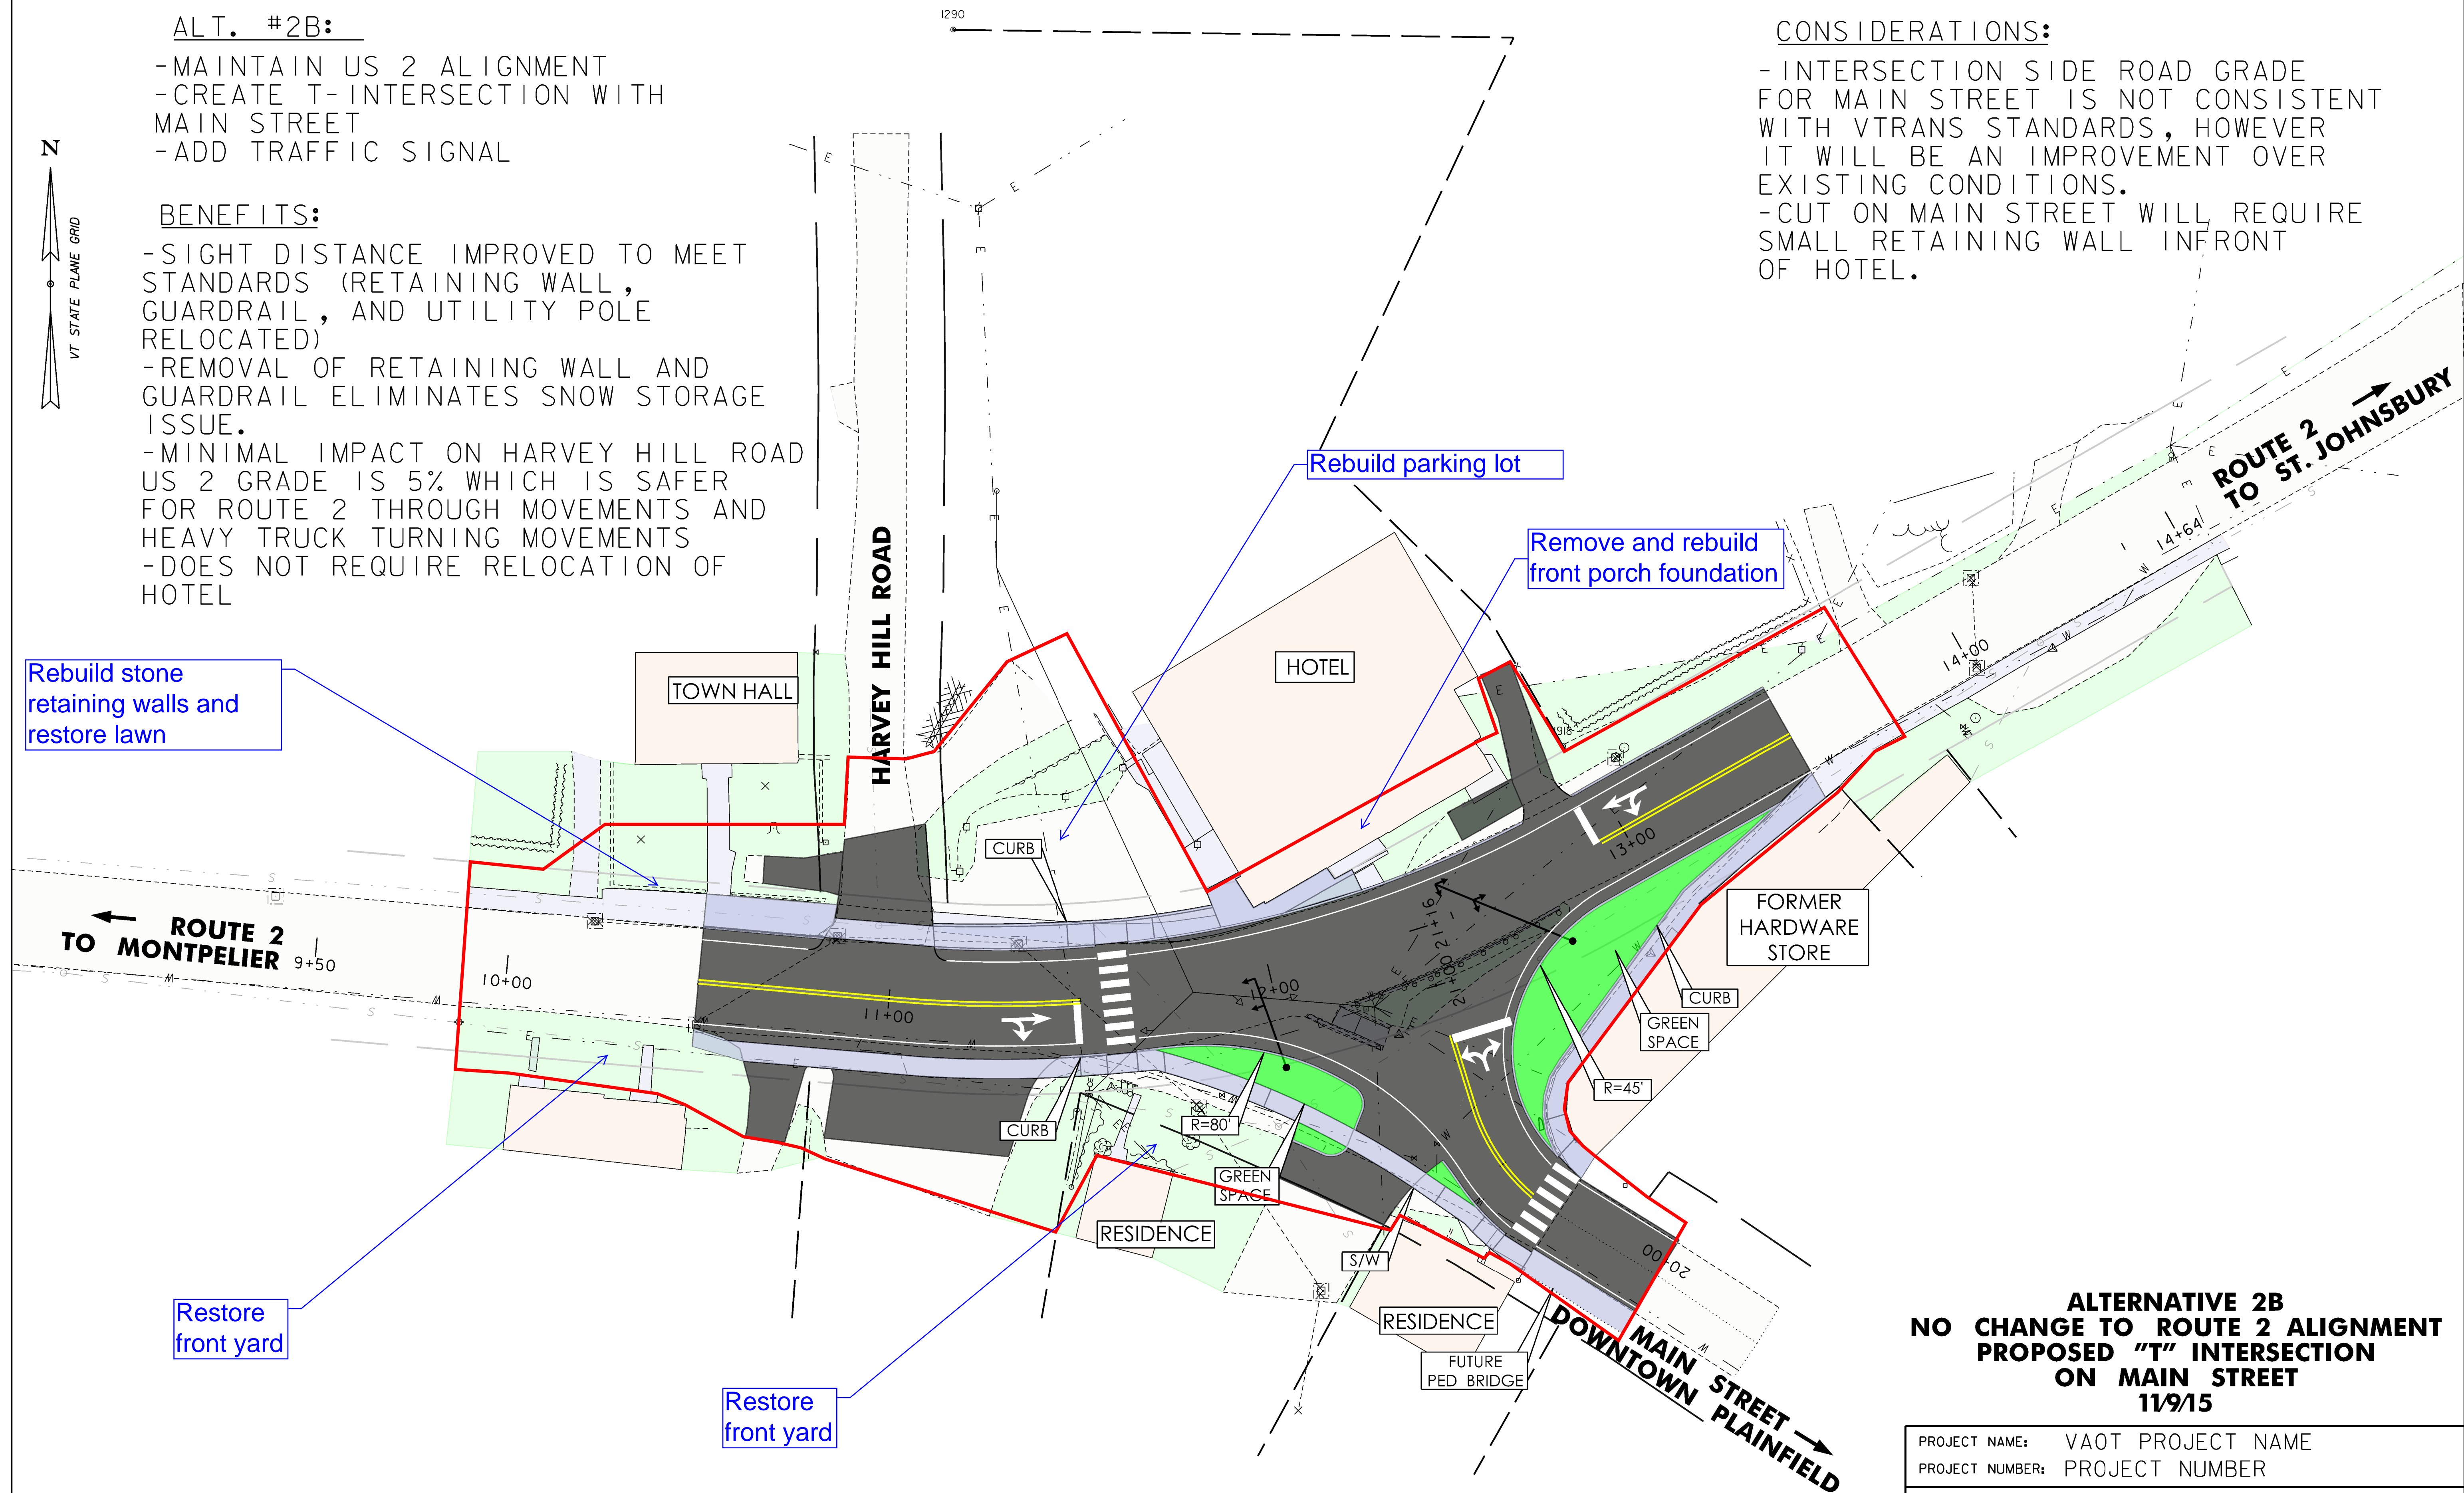 1290
ALT. #2B:
-MAINTAIN US 2 ALIGNMENT
-CREATE T-INTERSECTION WITH
MAIN STREET
-ADD TRAFFIC SIGNAL
N
VT STATE PLANE GRID
BENEFITS:
-SIGHT DISTANCE IMPROVED TO MEET
STANDARDS (RETAINING WALL,
GUARDRAIL, AND UTILITY POLE
RELOCATED)
-REMOVAL OF RETAINING WALL AND
GUARDRAIL ELIMINATES SNOW STORAGE
ISSUE.
-MINIMAL IMPACT ON HARVEY HILL ROAD
US 2 GRADE IS 5% WHICH IS SAFER
FOR ROUTE 2 THROUGH MOVEMENTS AND
HEAVY TRUCK TURNING MOVEMENTS
-DOES NOT REQUIRE RELOCATION OF
HOTEL
CONSIDERATIONS:
-INTERSECTION SIDE ROAD GRADE
FOR MAIN STREET IS NOT CONSISTENT
WITH VTRANS STANDARDS, HOWEVER
IT WILL BE AN IMPROVEMENT OVER
EXISTING CONDITIONS.
-CUT ON MAIN STREET WILL REQUIRE
SMALL RETAINING WALL INFRONT
OF HOTEL.
ROUTE 2
TO ST. JOHNSBURY
14+64
14+00
Rebuild parking lot
Remove and rebuild
front porch foundation
HARVEY HILL ROAD
Rebuild stone
retaining walls and
restore lawn
TOWN HALL
HOTEL
918
CURB
13+00
FORMER
HARDWARE
STORE
ROUTE 2
TO MONTPELIER
9+50
10+00
11+00
12+00
21+16
21+00
CURB
GREEN
SPACE
R=45'
CURB
R=80'
GREEN
SPACE
RESIDENCE
S/W
RESIDENCE
20+00
FUTURE
PED BRIDGE
MAIN STREET
DOWNTOWN PLAINFIELD
Restore
front yard
Restore
front yard
ALTERNATIVE 2B
NO CHANGE TO ROUTE 2 ALIGNMENT
PROPOSED "T" INTERSECTION
ON MAIN STREET
11/9/15
PROJECT NAME: VAOT PROJECT NAME
PROJECT NUMBER: PROJECT NUMBER